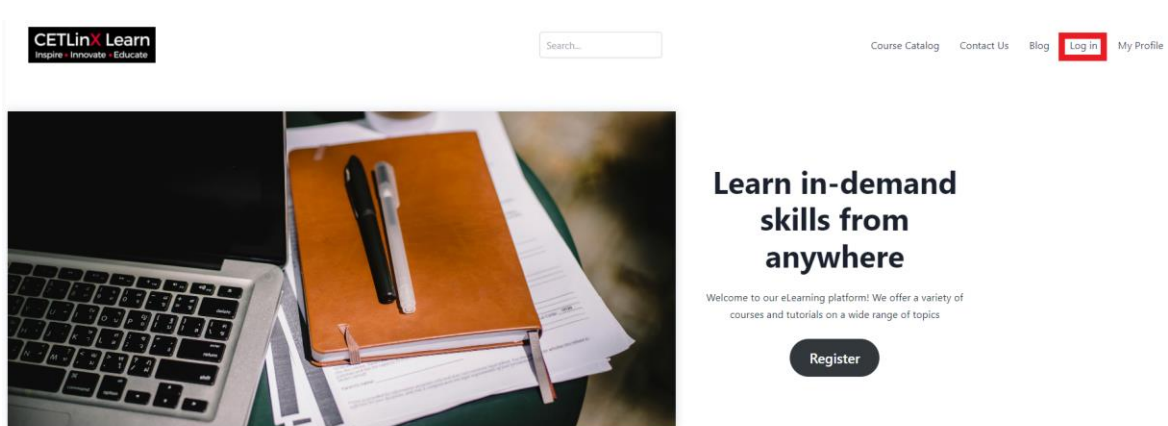 CETLinX Learn
Inspire • Innovate • Educate
Search...
Course Catalog Contact Us Blog Log in My Profile
Learn in-demand
skills from
anywhere
Welcome to our eLearning platform! We offer a variety of
courses and tutorials on a wide range of topics
Register